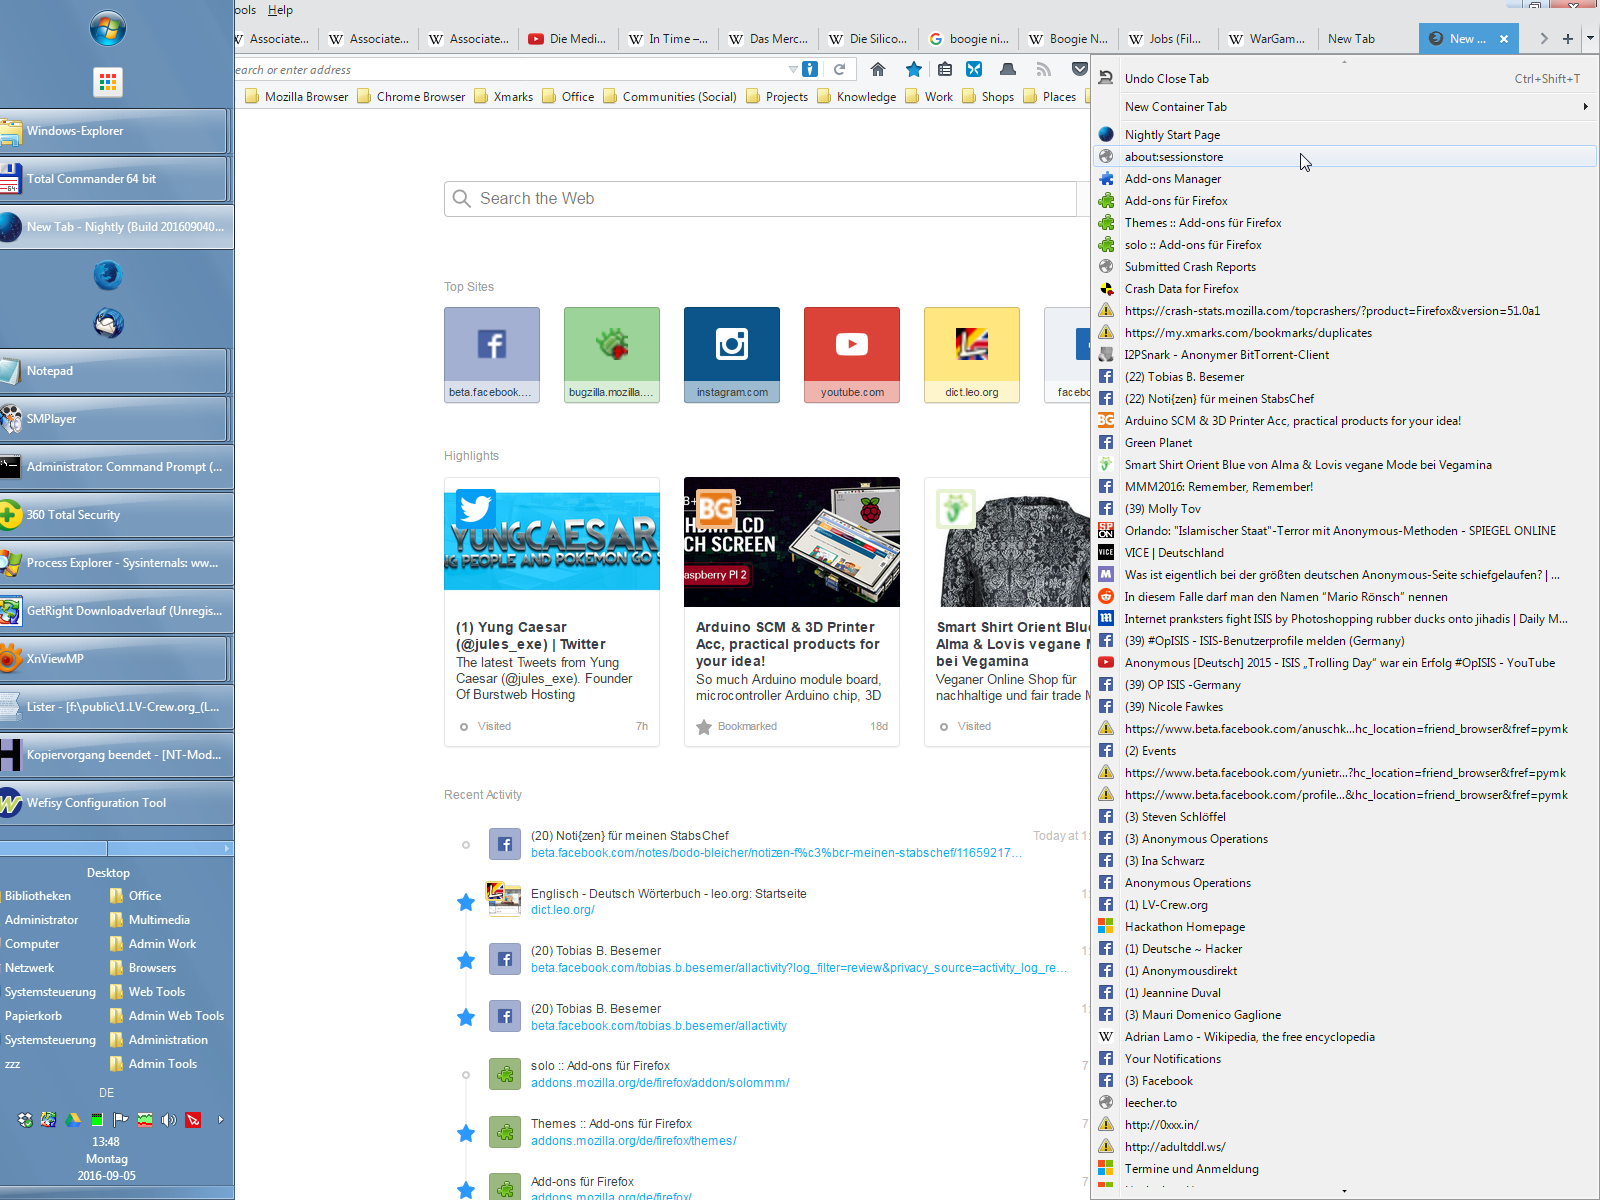 ools Help
Associate...
Associate...
Associate...
Die Medi...
In Time –...
Das Merc...
Die Silico...
boogie ni...
Boogie N...
Jobs (Fil...
WarGam...
New Tab
New ...
earch or enter address
Mozilla Browser
Chrome Browser
Xmarks
Office
Communities (Social)
Projects
Knowledge
Work
Shops
Places
Windows-Explorer
Total Commander 64 bit
New Tab - Nightly (Build 201609040...
Notepad
SMPlayer
Administrator: Command Prompt (...
360 Total Security
Process Explorer - Sysinternals: ww...
GetRight Downloadverlauf (Unregis...
XnViewMP
Lister - [f:\public\1.LV-Crew.org_(L...
Kopiervorgang beendet - [NT-Mod...
Wefisy Configuration Tool
Desktop
Bibliotheken
Office
Administrator
Multimedia
Computer
Admin Work
Netzwerk
Browsers
Systemsteuerung
Web Tools
Papierkorb
Admin Web Tools
Systemsteuerung
Administration
zzz
Admin Tools
DE
13:48
Montag
2016-09-05
Search the Web
Top Sites
beta.facebook....
bugzilla.mozilla....
instagram.com
youtube.com
dict.leo.org
facebo
Highlights
YUNGCAESAR
NG PEOPLE AND POKEMON GO S
(1) Yung Caesar
(@jules_exe) | Twitter
The latest Tweets from Yung
Caesar (@jules_exe). Founder
Of Burstweb Hosting
Visited
7h
BG
LCD
CH SCREEN
aspberry PI 2
Arduino SCM & 3D Printer
Acc, practical products for
your idea!
So much Arduino module board,
microcontroller Arduino chip, 3D
Bookmarked
18d
Smart Shirt Orient Blue
Alma & Lovis vegane M
bei Vegamina
Veganer Online Shop für
nachhaltige und fair trade M
Visited
Recent Activity
(20) Noti{zen} für meinen StabsChef
Today at 1:
beta.facebook.com/notes/bodo-bleicher/notizen-f%c3%bcr-meinen-stabschef/11659217...
Englisch - Deutsch Wörterbuch - leo.org: Startseite
dict.leo.org/
(20) Tobias B. Besemer
beta.facebook.com/tobias.b.besemer/allactivity?log_filter=review&privacy_source=activity_log_re...
(20) Tobias B. Besemer
beta.facebook.com/tobias.b.besemer/allactivity
solo :: Add-ons für Firefox
7
addons.mozilla.org/de/firefox/addon/solommm/
Themes :: Add-ons für Firefox
7
addons.mozilla.org/de/firefox/themes/
Add-ons für Firefox
7
addons.mozilla.org/de/firefox/
Undo Close Tab
Ctrl+Shift+T
New Container Tab
Nightly Start Page
about:sessionstore
Add-ons Manager
Add-ons für Firefox
Themes :: Add-ons für Firefox
solo :: Add-ons für Firefox
Submitted Crash Reports
Crash Data for Firefox
https://crash-stats.mozilla.com/topcrashers/?product=Firefox&version=51.0a1
https://my.xmarks.com/bookmarks/duplicates
I2PSnark - Anonymer BitTorrent-Client
(22) Tobias B. Besemer
(22) Noti{zen} für meinen StabsChef
Arduino SCM & 3D Printer Acc, practical products for your idea!
Green Planet
Smart Shirt Orient Blue von Alma & Lovis vegane Mode bei Vegamina
MMM2016: Remember, Remember!
(39) Molly Tov
Orlando: "Islamischer Staat"-Terror mit Anonymous-Methoden - SPIEGEL ONLINE
VICE | Deutschland
Was ist eigentlich bei der größten deutschen Anonymous-Seite schiefgelaufen? | ...
In diesem Falle darf man den Namen “Mario Rönsch” nennen
Internet pranksters fight ISIS by Photoshopping rubber ducks onto jihadis | Daily M...
(39) #OpISIS - ISIS-Benutzerprofile melden (Germany)
Anonymous [Deutsch] 2015 - ISIS „Trolling Day” war ein Erfolg #OpISIS - YouTube
(39) OP ISIS -Germany
(39) Nicole Fawkes
https://www.beta.facebook.com/anuschk...hc_location=friend_browser&fref=pymk
(2) Events
https://www.beta.facebook.com/yunietr...?hc_location=friend_browser&fref=pymk
https://www.beta.facebook.com/profile...&hc_location=friend_browser&fref=pymk
(3) Steven Schlöffel
(3) Anonymous Operations
(3) Ina Schwarz
Anonymous Operations
(1) LV-Crew.org
Hackathon Homepage
(1) Deutsche ~ Hacker
(1) Anonymousdirekt
(1) Jeannine Duval
(3) Mauri Domenico Gaglione
Adrian Lamo - Wikipedia, the free encyclopedia
Your Notifications
(3) Facebook
leecher.to
http://0xxx.in/
http://adultddl.ws/
Termine und Anmeldung